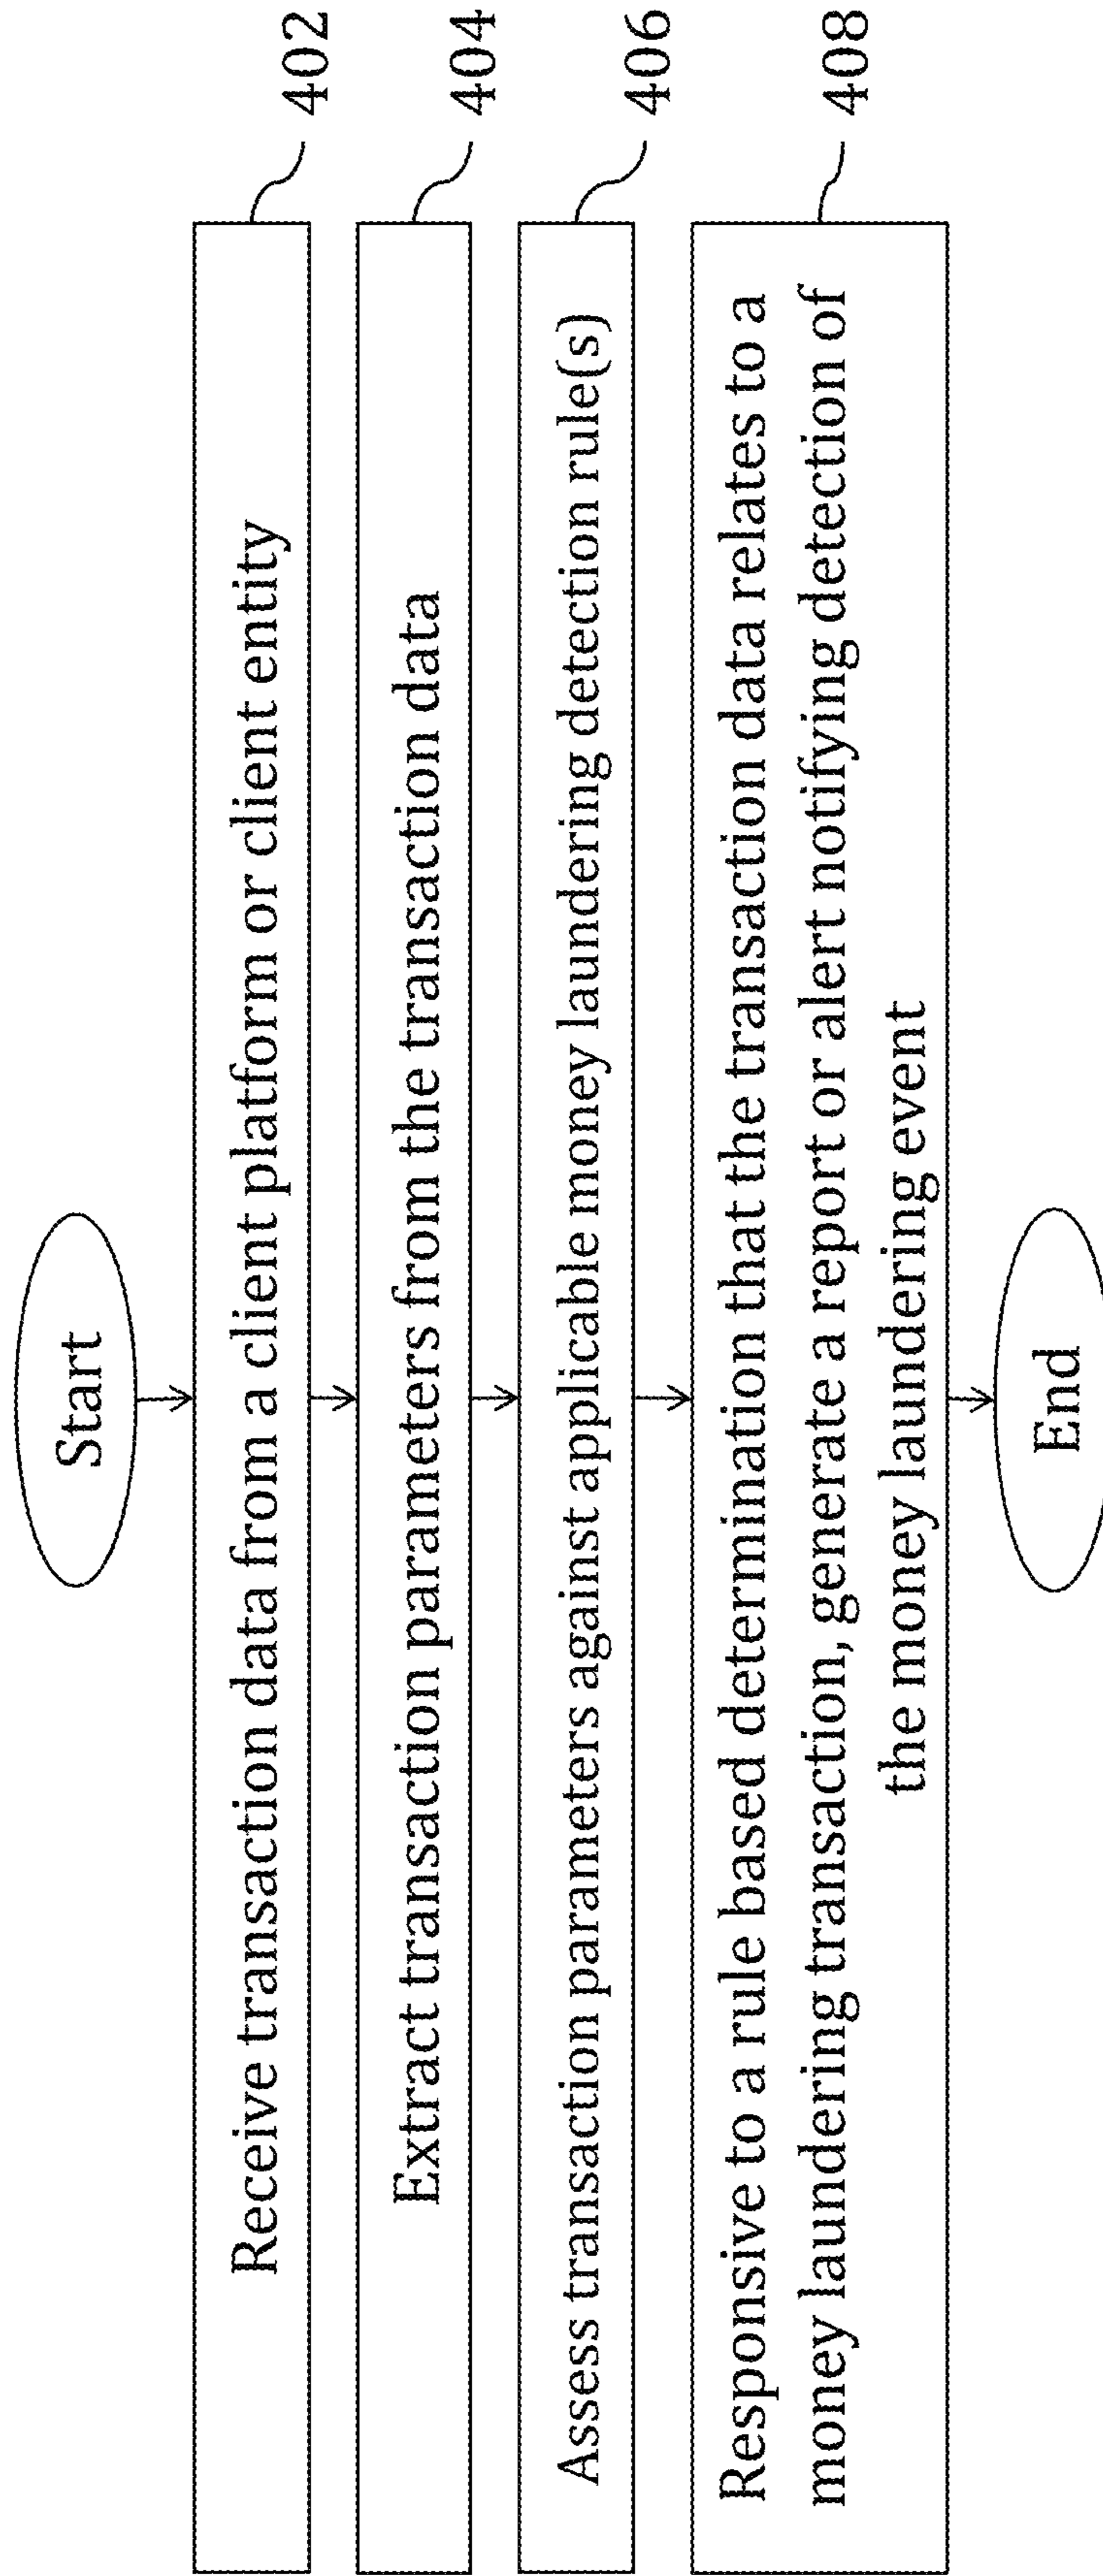 Start
Receive transaction data from a client platform or client entity
402
Extract transaction parameters from the transaction data
404
Assess transaction parameters against applicable money laundering detection rule(s)
406
Responsive to a rule based determination that the transaction data relates to a
money laundering transaction, generate a report or alert notifying detection of
the money laundering event
408
End